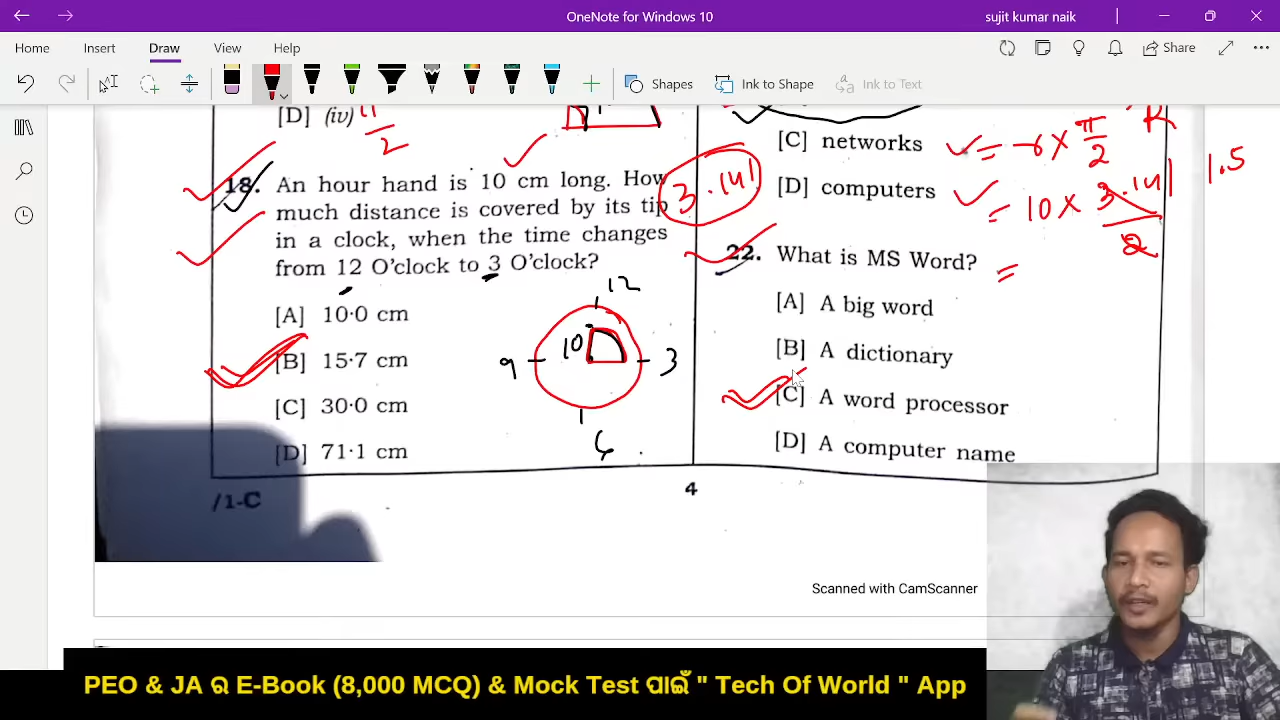 OneNote for Windows 10
sujit kumar naik
Home Insert Draw View Help
Share
Shapes
Ink to Shape
Ink to Text
[D] (iv) π/2
18. An hour hand is 10 cm long. How
much distance is covered by its tip
in a clock, when the time changes
from 12 O'clock to 3 O'clock?
[A] 10·0 cm
[B] 15·7 cm
[C] 30·0 cm
[D] 71·1 cm
12
10
9
3
6
/1-C
[C] networks
[D] computers
3.141
= 10 × 3.141
2
1.5
=
22. What is MS Word?
[A] A big word
[B] A dictionary
[C] A word processor
[D] A computer name
4
Scanned with CamScanner
PEO & JA ର E-Book (8,000 MCQ) & Mock Test ପାଇଁ " Tech Of World " App